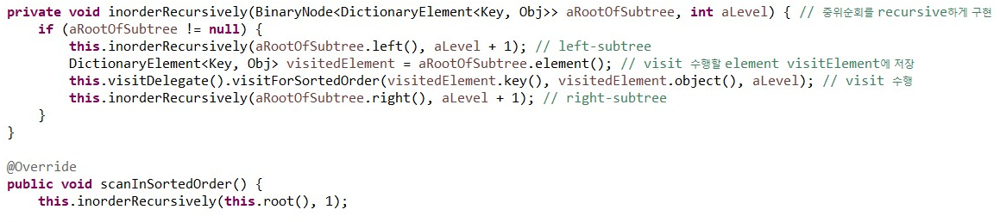 private void inorderRecursively(BinaryNode<DictionaryElement<Key, Obj>> aRootOfSubtree, int aLevel) { // 중위순회를 recursive하게 구현
    if (aRootOfSubtree != null) {
        this.inorderRecursively(aRootOfSubtree.left(), aLevel + 1); // left-subtree
        DictionaryElement<Key, Obj> visitedElement = aRootOfSubtree.element(); // visit 수행할 element visitElement에 저장
        this.visitDelegate().visitForSortedOrder(visitedElement.key(), visitedElement.object(), aLevel); // visit 수행
        this.inorderRecursively(aRootOfSubtree.right(), aLevel + 1); // right-subtree
    }
}

@Override
public void scanInSortedOrder() {
    this.inorderRecursively(this.root(), 1);